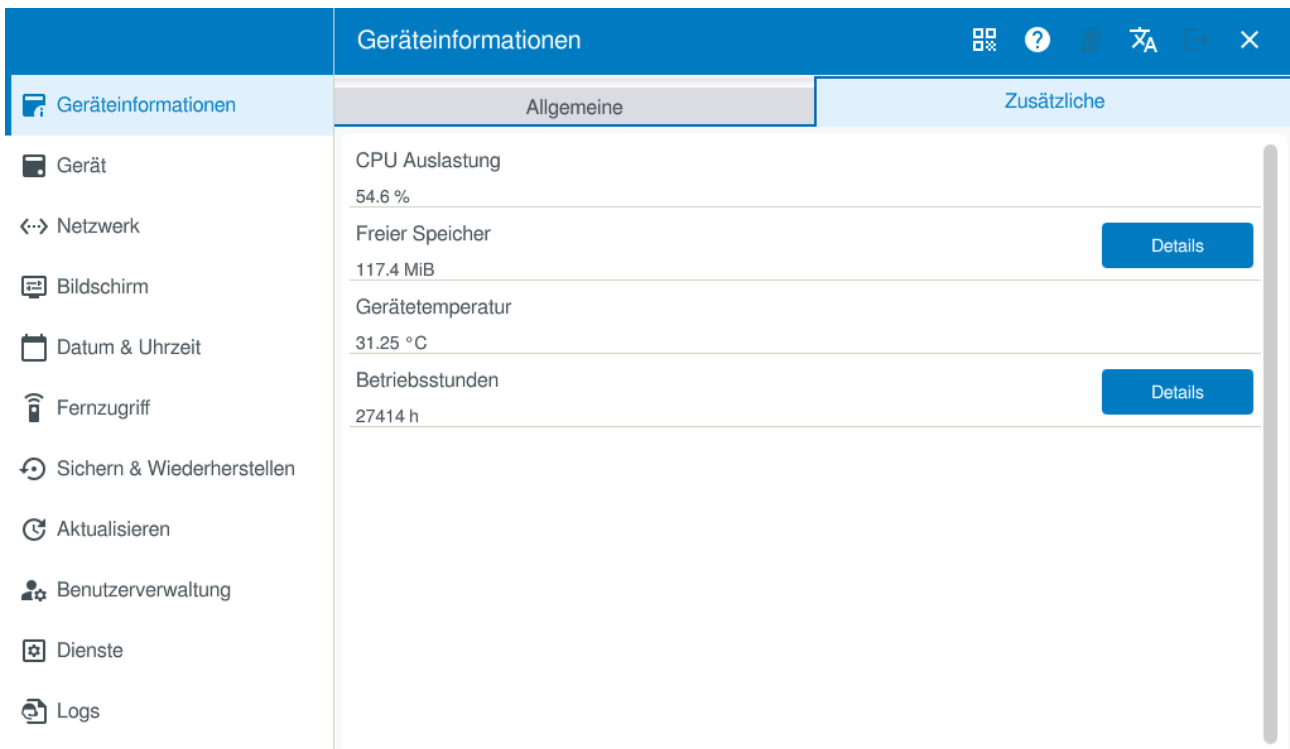 Geräteinformationen
Geräteinformationen
Allgemeine
Zusätzliche
Gerät
Netzwerk
Bildschirm
Datum & Uhrzeit
Fernzugriff
Sichern & Wiederherstellen
Aktualisieren
Benutzerverwaltung
Dienste
Logs
CPU Auslastung
54.6 %
Freier Speicher
117.4 MiB
Details
Gerätetemperatur
31.25 °C
Betriebsstunden
27414 h
Details